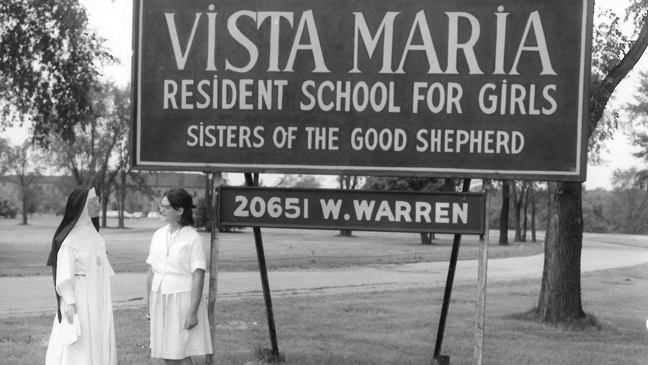 VISTA MARIA
RESIDENT SCHOOL FOR GIRLS
SISTERS OF THE GOOD SHEPHERD
20651 W. WARREN